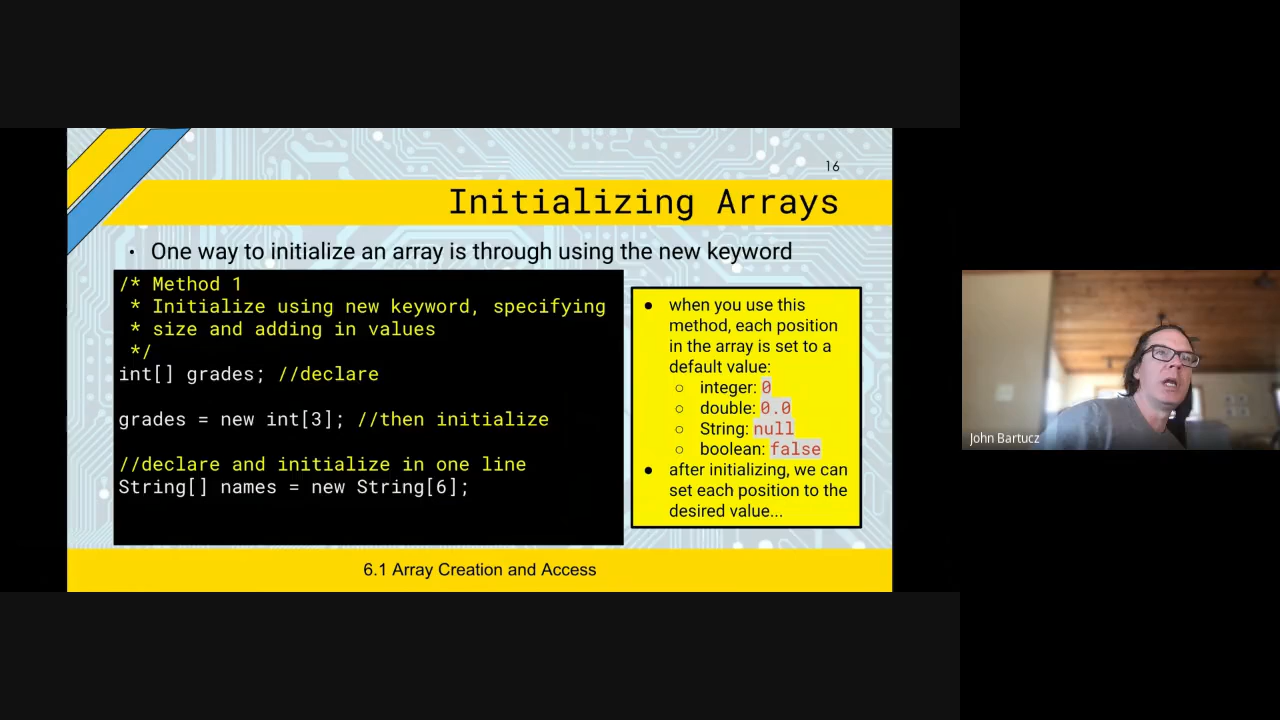 16
Initializing Arrays
• One way to initialize an array is through using the new keyword
/* Method 1
* Initialize using new keyword, specifying
* size and adding in values
*/
int[] grades; //declare
grades = new int[3]; //then initialize
//declare and initialize in one line
String[] names = new String[6];
● when you use this
method, each position
in the array is set to a
default value:
○ integer: 0
○ double: 0.0
○ String: null
○ boolean: false
● after initializing, we can
set each position to the
desired value...
6.1 Array Creation and Access
John Bartucz